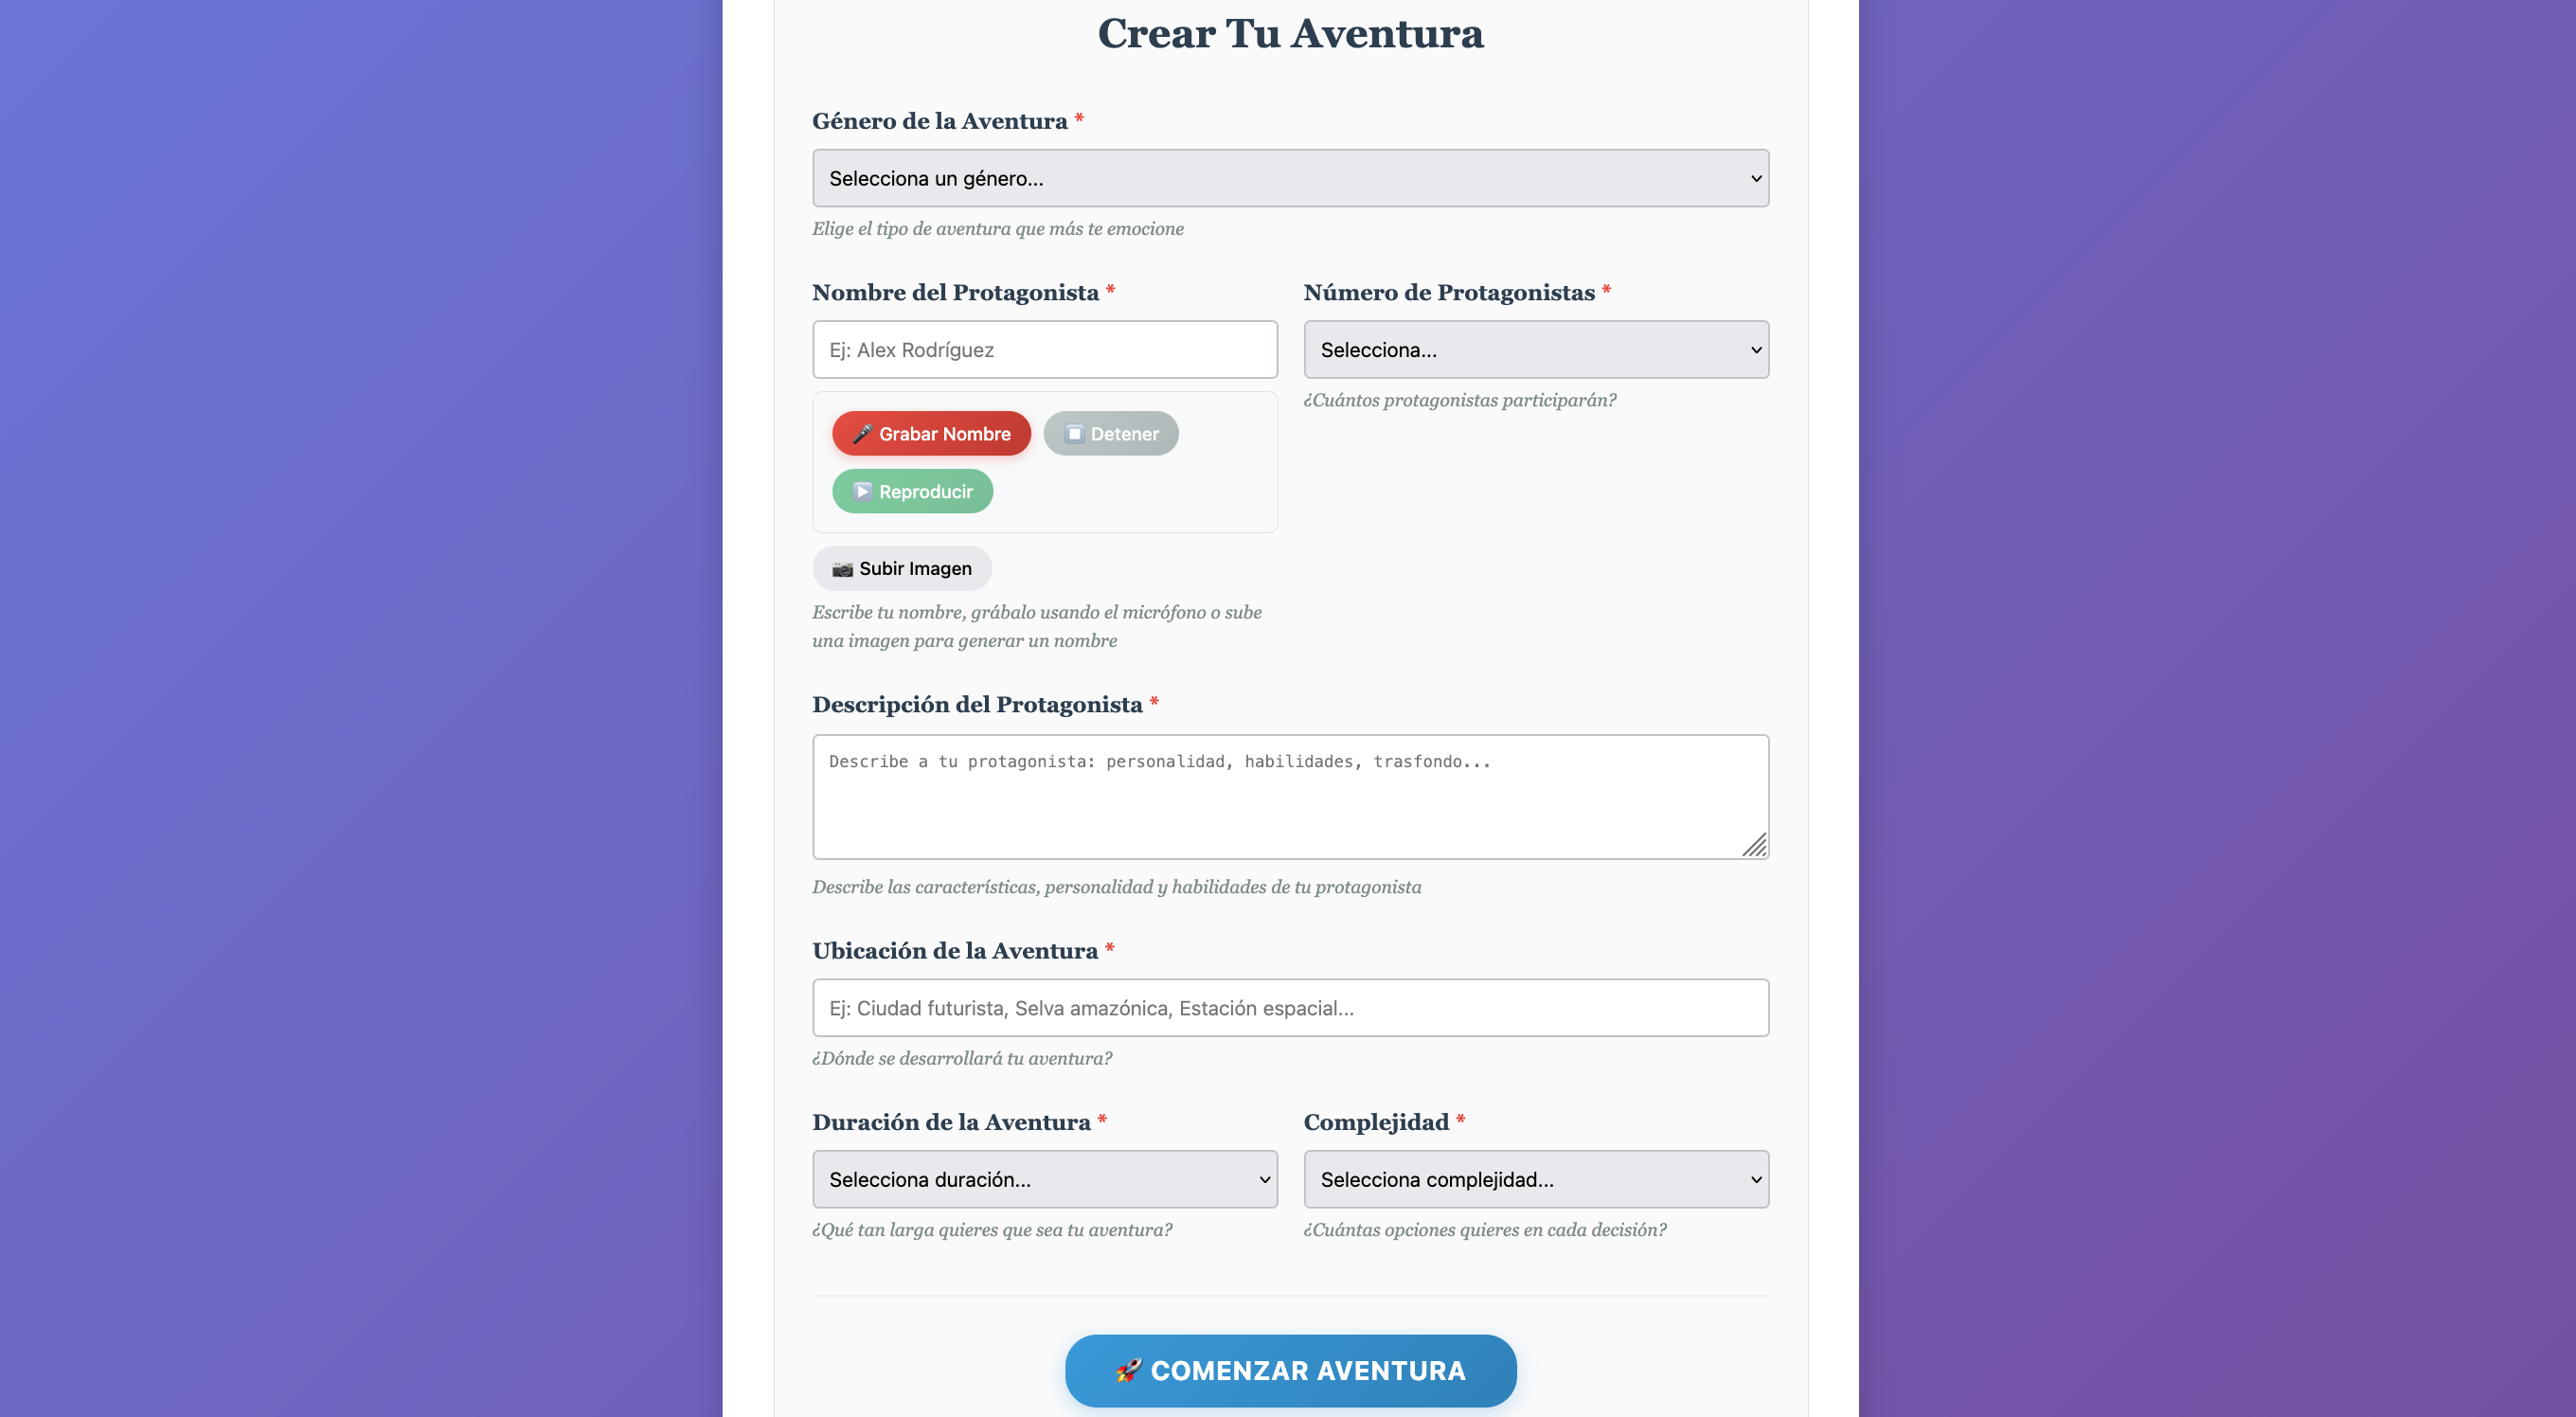 Crear Tu Aventura
Género de la Aventura *
Selecciona un género...
Elige el tipo de aventura que más te emocione
Nombre del Protagonista *
Ej: Alex Rodríguez
Grabar Nombre
Detener
Reproducir
Subir Imagen
Escribe tu nombre, grábalo usando el micrófono o sube
una imagen para generar un nombre
Número de Protagonistas *
Selecciona...
¿Cuántos protagonistas participarán?
Descripción del Protagonista *
Describe a tu protagonista: personalidad, habilidades, trasfondo...
Describe las características, personalidad y habilidades de tu protagonista
Ubicación de la Aventura *
Ej: Ciudad futurista, Selva amazónica, Estación espacial...
¿Dónde se desarrollará tu aventura?
Duración de la Aventura *
Selecciona duración...
¿Qué tan larga quieres que sea tu aventura?
Complejidad *
Selecciona complejidad...
¿Cuántas opciones quieres en cada decisión?
🚀 COMENZAR AVENTURA